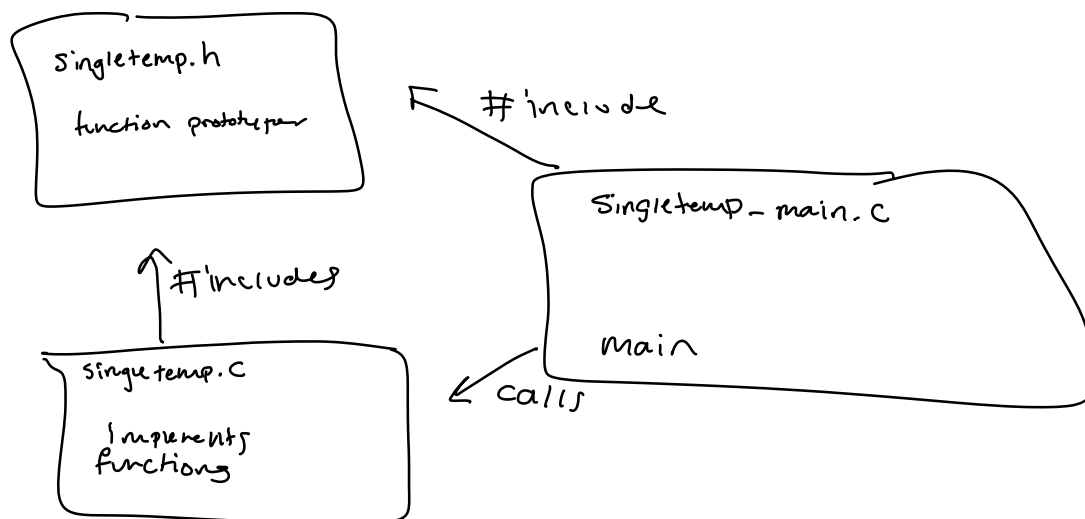 singletemp.h
function prototypes
#include
Singletemp_main.c
#includes
main
singletemp.c
calls
implements
functions